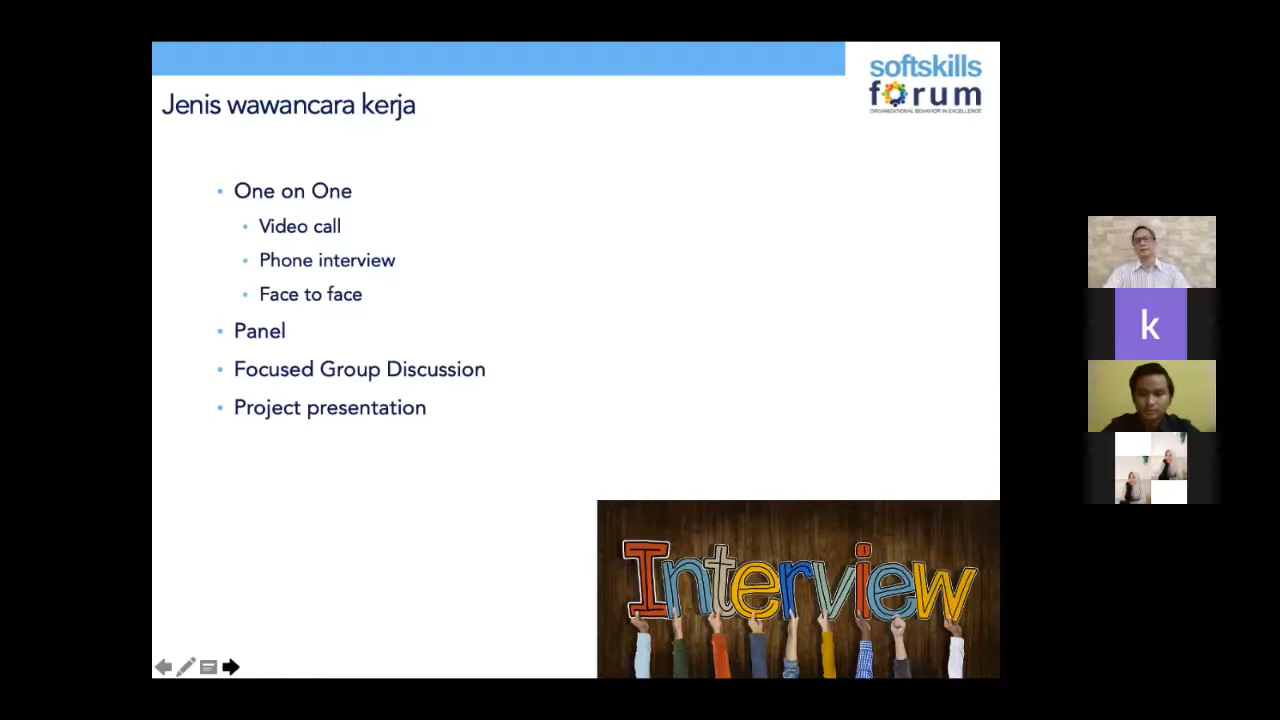 softskills
forum
ORGANIZATIONAL BEHAVIOR IN EXCELLENCE
Jenis wawancara kerja
• One on One
• Video call
• Phone interview
• Face to face
• Panel
• Focused Group Discussion
• Project presentation
k
Interview